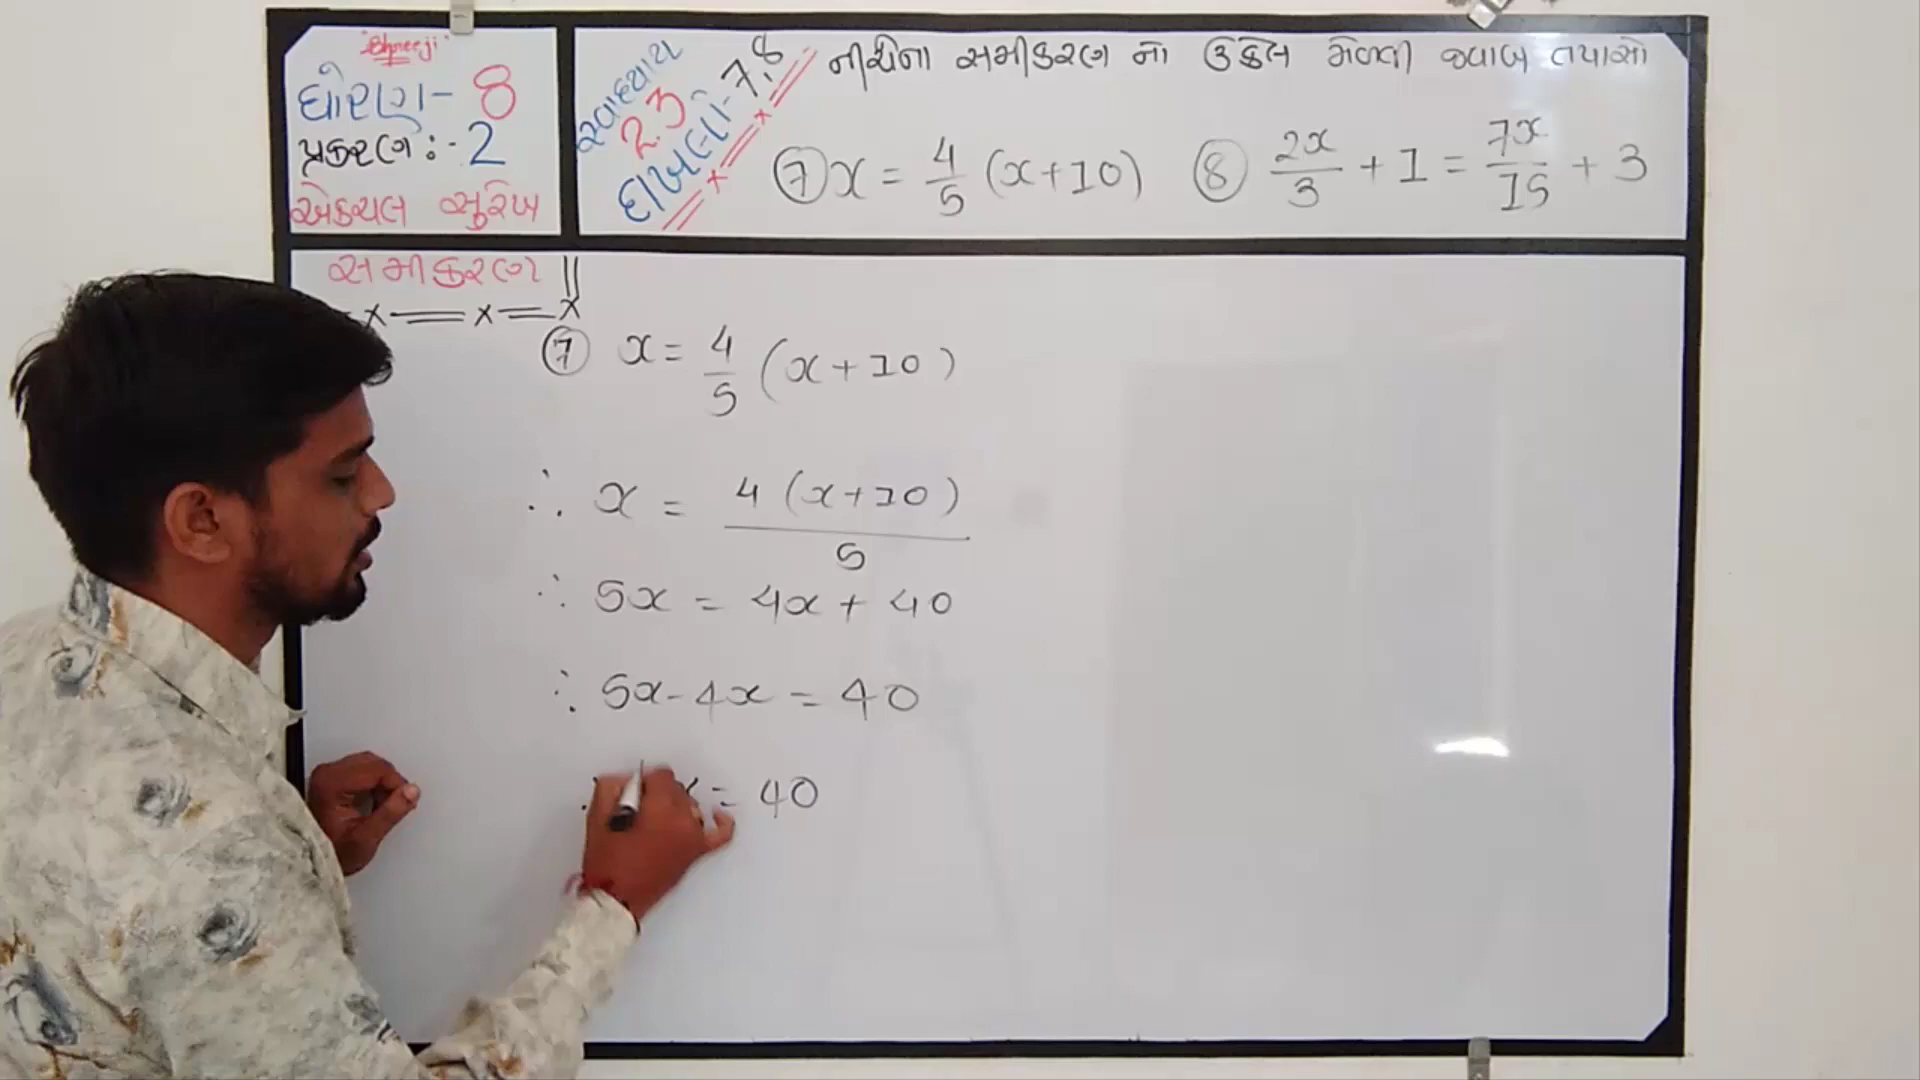 "Shreeji"
ધોરણ- 8
પ્રકરણ:- 2
એકચલ સુરેખ
સમીકરણ
સ્વાધ્યાય
2.3
દાખલો- 7,8
નીચેના સમીકરણ નો ઉકેલ મેળવી જવાબ તપાસો
⑦ x = 4/5 (x+10) ⑧ 2x/3 + 1 = 7x/15 + 3
⑦ x = 4/5 (x+10)
∴ x = 4(x+10)/5
∴ 5x = 4x + 40
∴ 5x - 4x = 40
x = 40